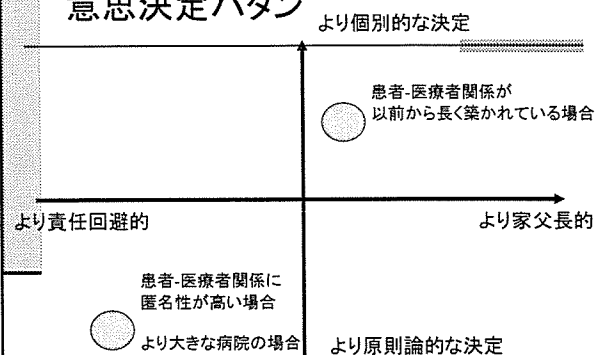 意思決定パタン
より個別的な決定
患者-医療者関係が
以前から長く築かれている場合
より責任回避的
より家父長的
患者-医療者関係に
匿名性が高い場合
より大きな病院の場合
より原則論的な決定